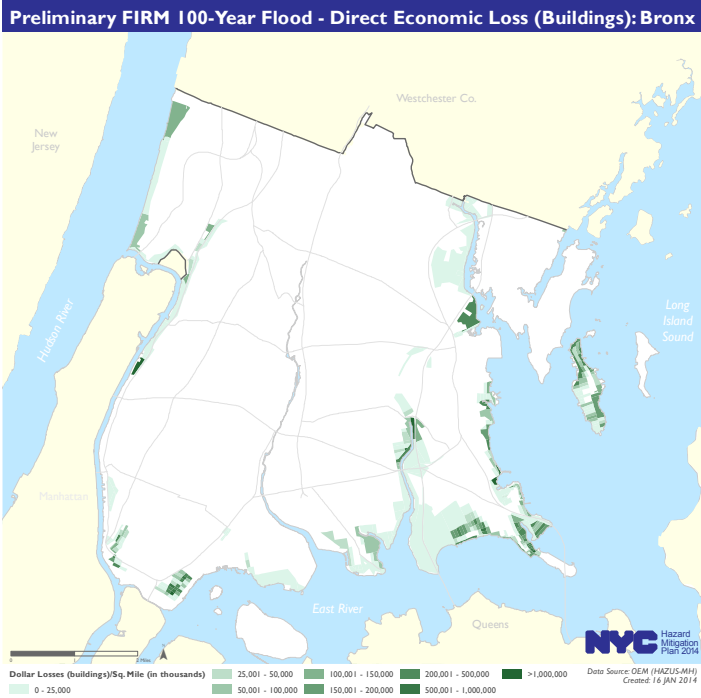 Preliminary FIRM 100-Year Flood - Direct Economic Loss (Buildings): Bronx
Westchester Co.
New
Jersey
Hudson River
Long
Island
Sound
Manhattan
East River
Queens
NYC Hazard
Mitigation
Plan 2014
0
2 Miles
Data Source: OEM (HAZUS-MH)
Created: 16 JAN 2014
Dollar Losses (buildings)/Sq. Mile (in thousands)
0 - 25,000
25,001 - 50,000
50,001 - 100,000
100,001 - 150,000
150,001 - 200,000
200,001 - 500,000
500,001 - 1,000,000
>1,000,000